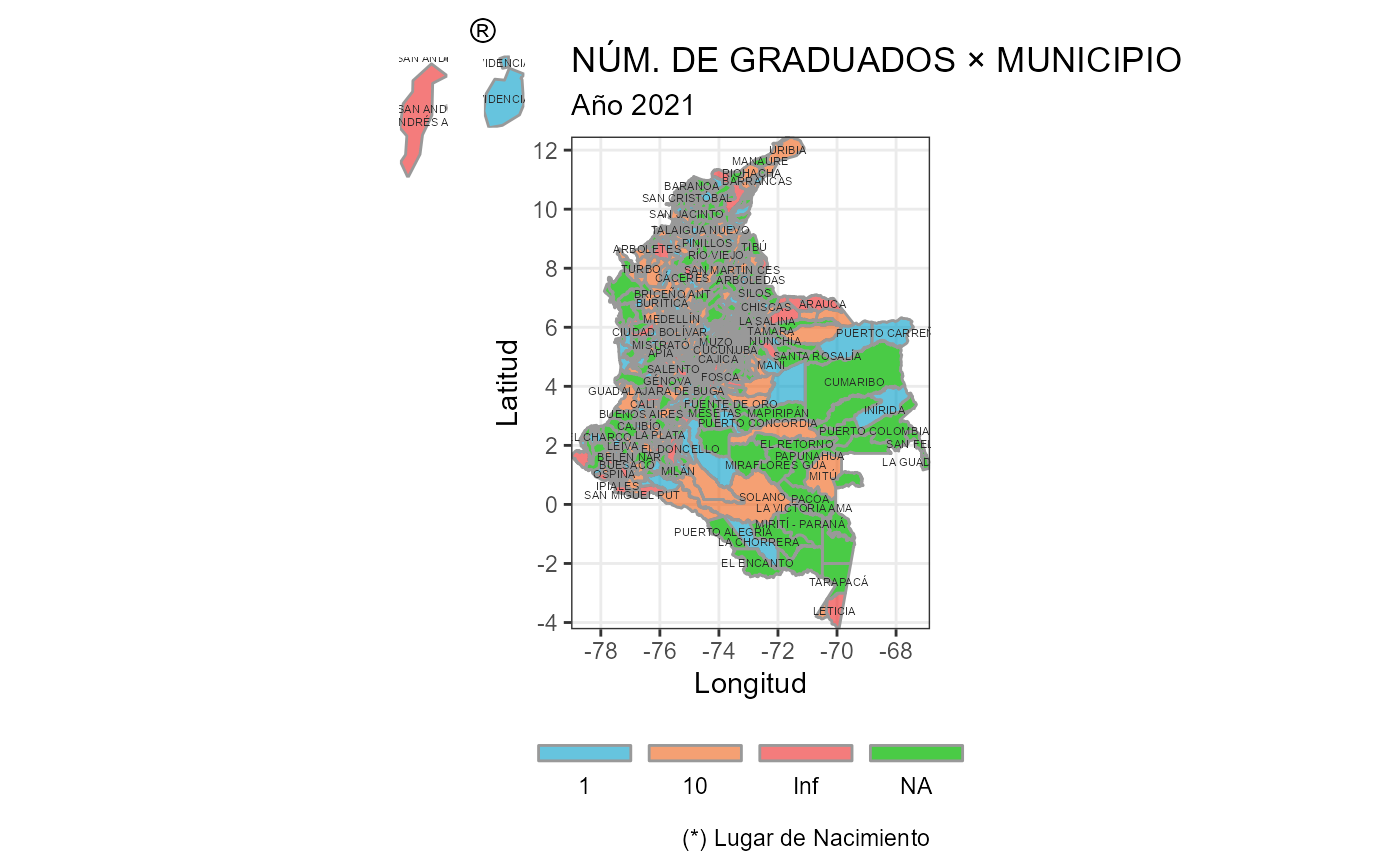 ®
NÚM. DE GRADUADOS × MUNICIPIO
Año 2021
SAN AND
NDRÉS A
IDENCIA
IDENCIA
12
10
8
6
4
2
0
-2
-4
Latitud
URIBIA
MANAURE
RIOHACHA
BARRANCAS
BARANOA
SAN CRISTÓBAL
SAN JACINTO
TALAIGUA NUEVO
PINILLOS
ARBOLETES
TIBÚ
RÍO VIEJO
TURBO
SAN MARTÍN CES
CÁCERES
ARBOLEDAS
BRICEÑO ANT
SILOS
BURITICÁ
CHISCAS
ARAUCA
MEDELLÍN
LA SALINA
CIUDAD BOLÍVAR
TÁMARA
PUERTO CARREÑ
MISTRATÓ
MUZO
NUNCHÍA
APÍA
CUCUNUBÁ
SANTA ROSALÍA
CAJICÁ
SALENTO
MANÍ
GÉNOVA
FOSCA
CUMARIBO
GUADALAJARA DE BUGA
CALI
FUENTE DE ORO
INÍRIDA
BUENOS AIRES
MESETAS
MAPIRIPÁN
CAJIBÍO
PUERTO CONCORDIA
L CHARCO
LA PLATA
PUERTO COLOMBIA
LEIVA
EL DONCELLO
EL RETORNO
SAN FEL
BELÉN NAR
PAPUNAHUA
BUESACO
MIRAFLORES GUA
LA GUAD
OSPINA
MILÁN
MITÚ
IPIALES
SAN MIGUEL PUT
SOLANO
PACOA
LA VICTORIA AMA
MIRITÍ - PARANÁ
PUERTO ALEGRÍA
LA CHORRERA
EL ENCANTO
TARAPACÁ
LETICIA
-78 -76 -74 -72 -70 -68
Longitud
1 10 Inf NA
(*) Lugar de Nacimiento